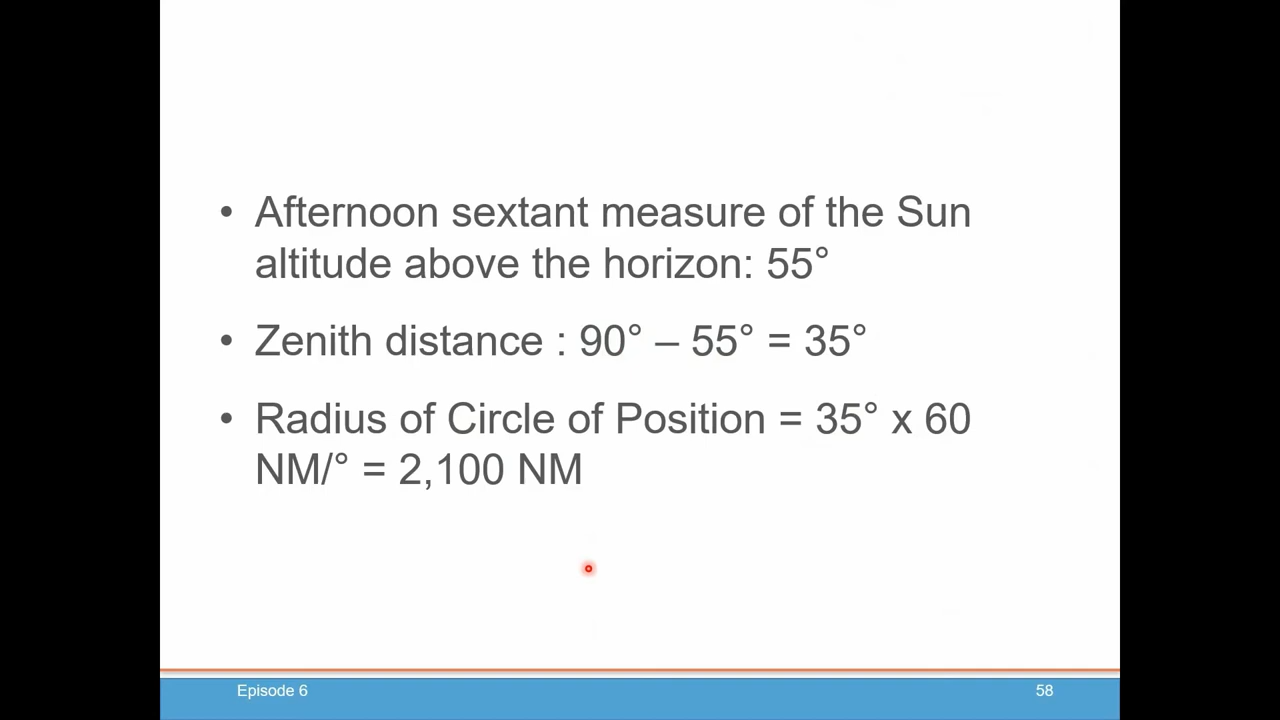 • Afternoon sextant measure of the Sun
altitude above the horizon: 55°
• Zenith distance : 90° – 55° = 35°
• Radius of Circle of Position = 35° x 60
NM/° = 2,100 NM
Episode 6
58